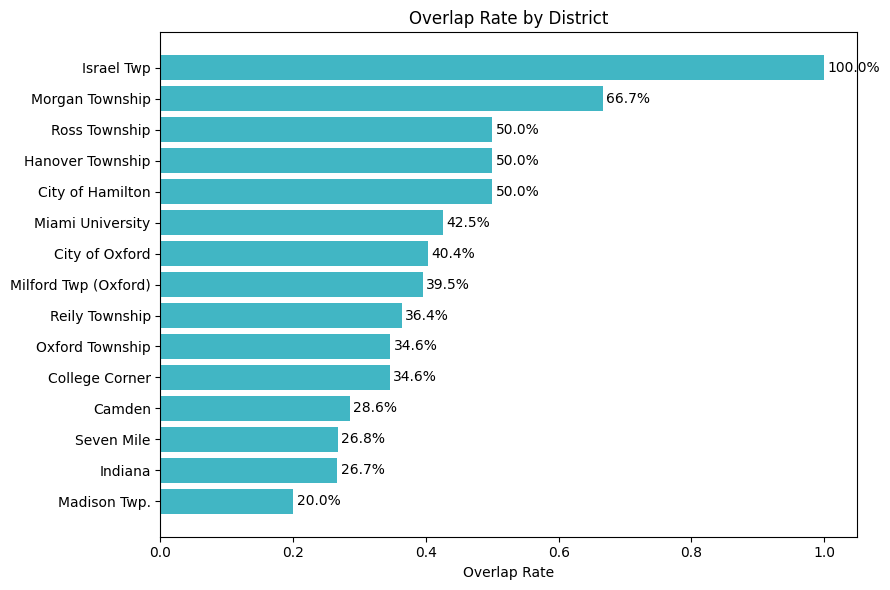 Overlap Rate by District
Israel Twp 100.0%
Morgan Township 66.7%
Ross Township 50.0%
Hanover Township 50.0%
City of Hamilton 50.0%
Miami University 42.5%
City of Oxford 40.4%
Milford Twp (Oxford) 39.5%
Reily Township 36.4%
Oxford Township 34.6%
College Corner 34.6%
Camden 28.6%
Seven Mile 26.8%
Indiana 26.7%
Madison Twp. 20.0%
0.0 0.2 0.4 0.6 0.8 1.0
Overlap Rate